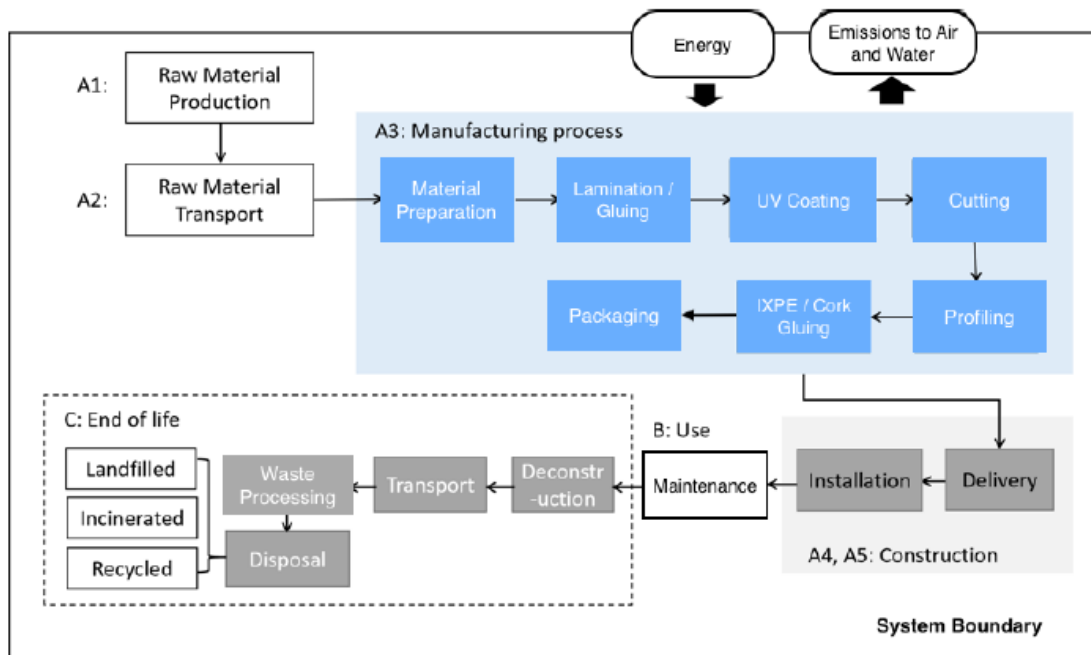 Energy
Emissions to Air
and Water
A1:
Raw Material
Production
A2:
Raw Material
Transport
A3: Manufacturing process
Material
Preparation
Lamination /
Gluing
UV Coating
Cutting
Packaging
IXPE / Cork
Gluing
Profiling
C: End of life
Landfilled
Incinerated
Recycled
Waste
Processing
Disposal
Transport
Deconstr
-uction
B: Use
Maintenance
Installation
Delivery
A4, A5: Construction
System Boundary